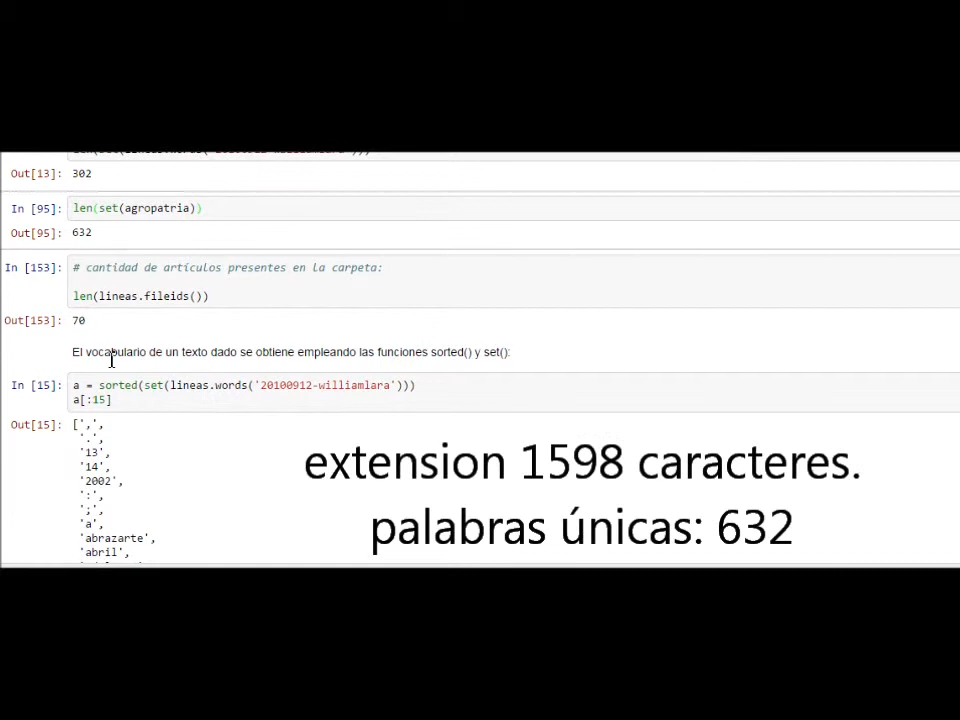 Out[13]: 302
In [95]: len(set(agropatria))
Out[95]: 632
In [153]: # cantidad de artículos presentes en la carpeta:
len(lineas.fileids())
Out[153]: 70
El vocabulario de un texto dado se obtiene empleando las funciones sorted() y set():
In [15]: a = sorted(set(lineas.words('20100912-williamlara')))
a[:15]
Out[15]: [',',
'.',
'13',
'14',
'2002',
':',
';',
'a',
'abrazarte',
'abril',
extension 1598 caracteres.
palabras únicas: 632